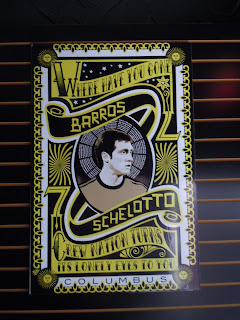 WHERE HAVE YOU GONE
BARROS
SCHELOTTO
CREW NATION TURNS
ITS LONELY EYES TO YOU
COLUMBUS